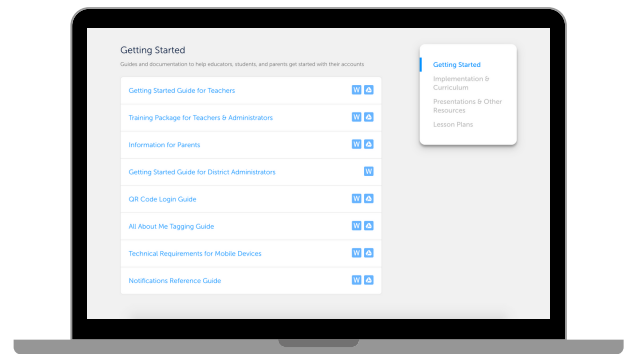 Getting Started
Guides and documentation to help educators, students, and parents get started with their accounts
Getting Started Guide for Teachers W
Training Package for Teachers & Administrators W
Information for Parents W
Getting Started Guide for District Administrators W
QR Code Login Guide W
All About Me Tagging Guide W
Technical Requirements for Mobile Devices W
Notifications Reference Guide W
Getting Started
Implementation &
Curriculum
Presentations & Other
Resources
Lesson Plans